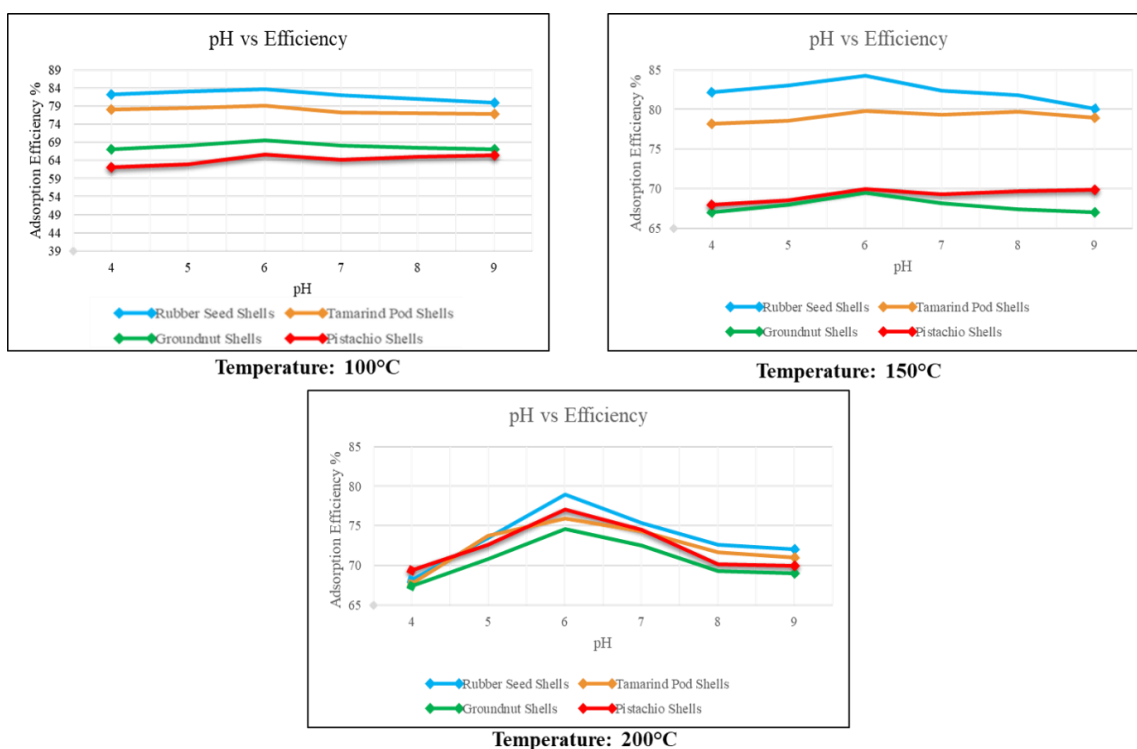 pH vs Efficiency
Adsorption Efficiency %
89
84
79
74
69
64
59
54
49
44
39
4 5 6 7 8 9
pH
Rubber Seed Shells Tamarind Pod Shells
Groundnut Shells Pistachio Shells
Temperature: 100°C
pH vs Efficiency
Adsorption Efficiency %
85
80
75
70
65
4 5 6 7 8 9
pH
Rubber Seed Shells Tamarind Pod Shells
Groundnut Shells Pistachio Shells
Temperature: 150°C
pH vs Efficiency
Adsorption Efficiency %
85
80
75
70
65
4 5 6 7 8 9
pH
Rubber Seed Shells Tamarind Pod Shells
Groundnut Shells Pistachio Shells
Temperature: 200°C